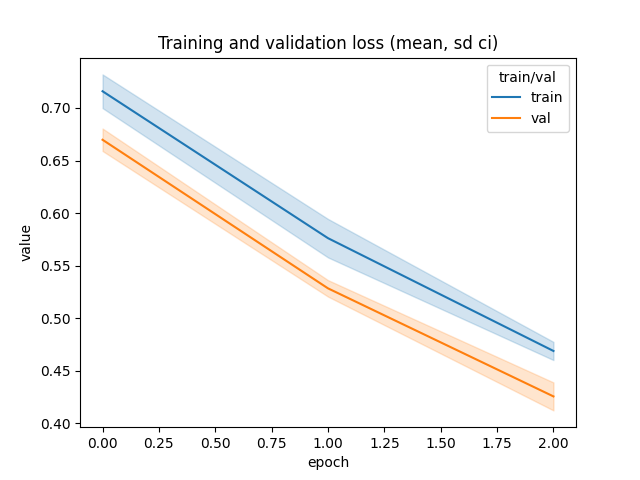 Training and validation loss (mean, sd ci)
train/val
train
val
value
0.70
0.65
0.60
0.55
0.50
0.45
0.40
0.00 0.25 0.50 0.75 1.00 1.25 1.50 1.75 2.00
epoch